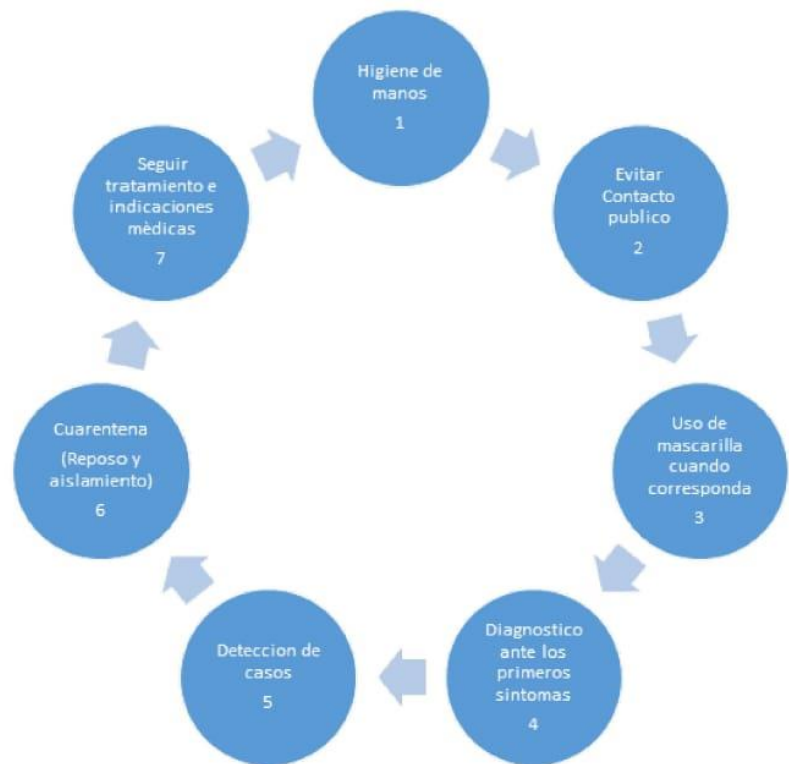 Higiene de
manos
1
Evitar
Contacto
publico
2
Uso de
mascarilla
cuando
corresponda
3
Diagnostico
ante los
primeros
sintomas
4
Deteccion de
casos
5
Cuarentena
(Reposo y
aislamiento)
6
Seguir
tratamiento e
indicaciones
mèdicas
7